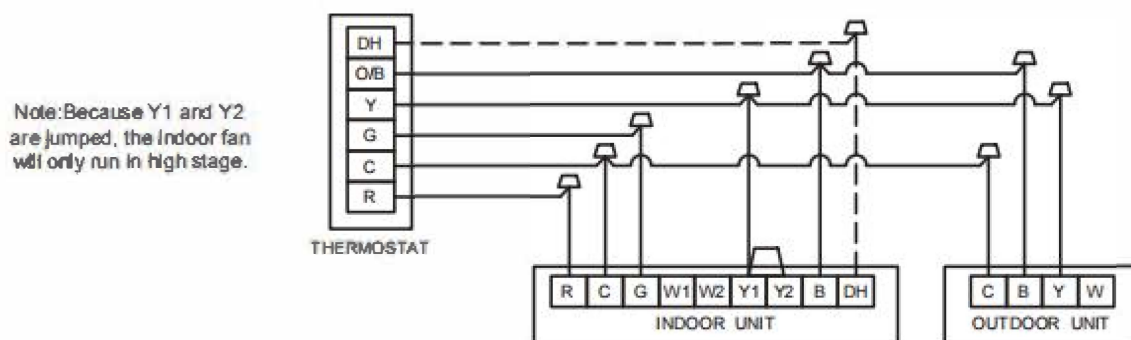 DH
O/B
Y
G
C
R
Note:Because Y1 and Y2
are jumped, the indoor fan
will only run in high stage.
THERMOSTAT
R C G W1 W2 Y1 Y2 B DH
C B Y W
INDOOR UNIT
OUTDOOR UNIT